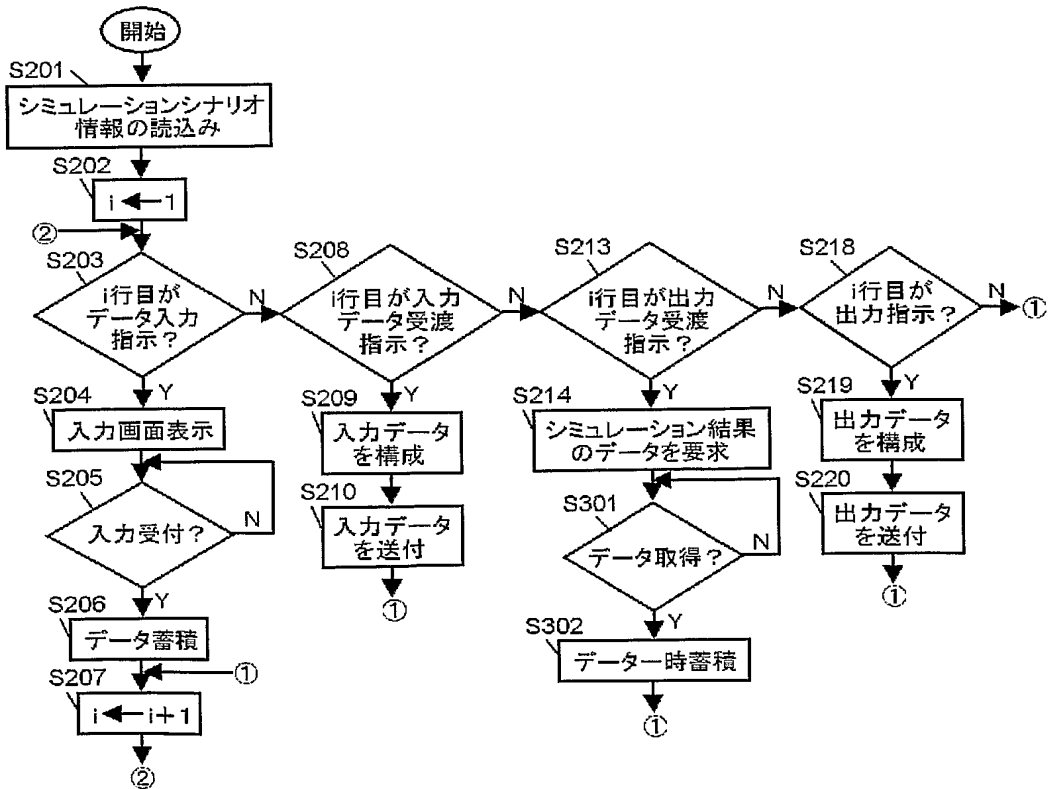 開始
S201
シミュレーションシナリオ
情報の読込み
S202
i←1
②
S203
i行目が
データ入力
指示？
N
Y
S204
入力画面表示
S205
入力受付？
N
Y
S206
データ蓄積
①
S207
i←i+1
②
S208
i行目が入力
データ受渡
指示？
N
Y
S209
入力データ
を構成
S210
入力データ
を送付
①
S213
i行目が出力
データ受渡
指示？
N
Y
S214
シミュレーション結果
のデータを要求
S301
データ取得？
N
Y
S302
データ一時蓄積
①
S218
i行目が
出力指示？
N
①
Y
S219
出力データ
を構成
S220
出力データ
を送付
①